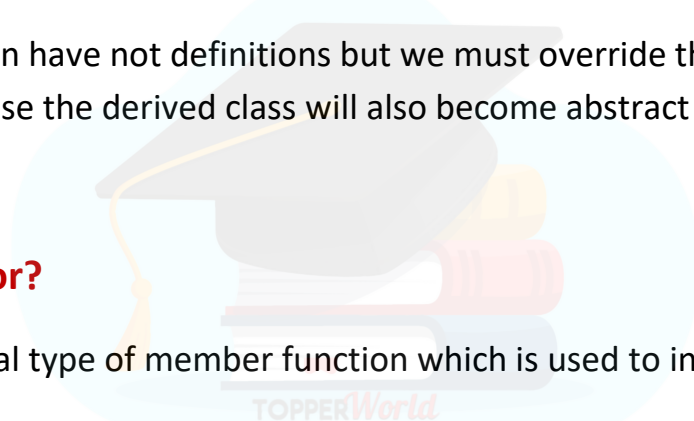 n have not definitions but we must override th
se the derived class will also become abstract
or?
al type of member function which is used to in
TOPPERWorld